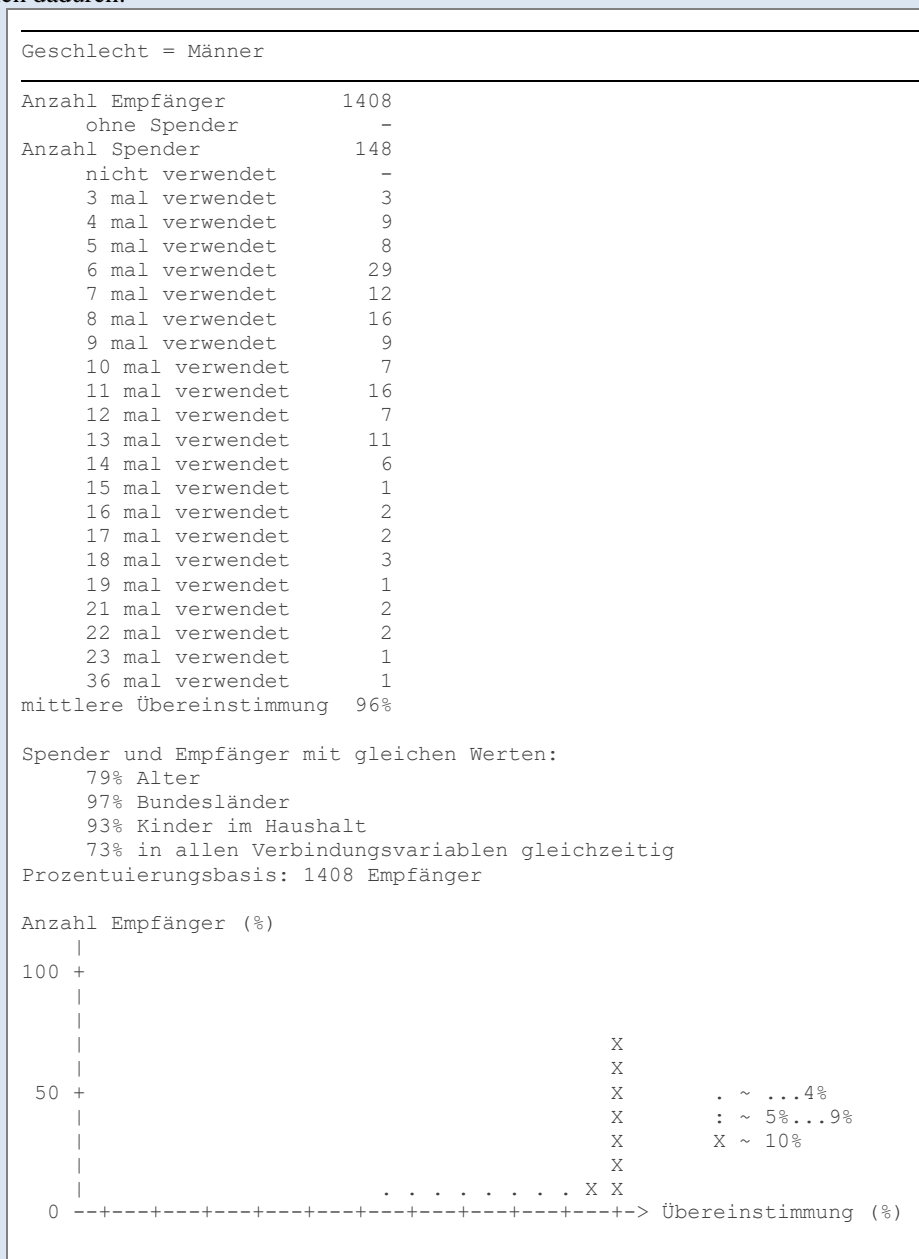 Geschlecht = Männer
Anzahl Empfänger 1408
ohne Spender -
Anzahl Spender 148
nicht verwendet -
3 mal verwendet 3
4 mal verwendet 9
5 mal verwendet 8
6 mal verwendet 29
7 mal verwendet 12
8 mal verwendet 16
9 mal verwendet 9
10 mal verwendet 7
11 mal verwendet 16
12 mal verwendet 7
13 mal verwendet 11
14 mal verwendet 6
15 mal verwendet 1
16 mal verwendet 2
17 mal verwendet 2
18 mal verwendet 3
19 mal verwendet 1
21 mal verwendet 2
22 mal verwendet 2
23 mal verwendet 1
36 mal verwendet 1
mittlere Übereinstimmung 96%
Spender und Empfänger mit gleichen Werten:
79% Alter
97% Bundesländer
93% Kinder im Haushalt
73% in allen Verbindungsvariablen gleichzeitig
Prozentuierungsbasis: 1408 Empfänger
Anzahl Empfänger (%)
|
100 +
|
|
| X
| X
50 + X . ~ ...4%
| X : ~ 5%...9%
| X X ~ 10%
| X
| . . . . . . . . X X
0 --+---+---+---+---+---+---+---+---+---+---+-> Übereinstimmung (%)